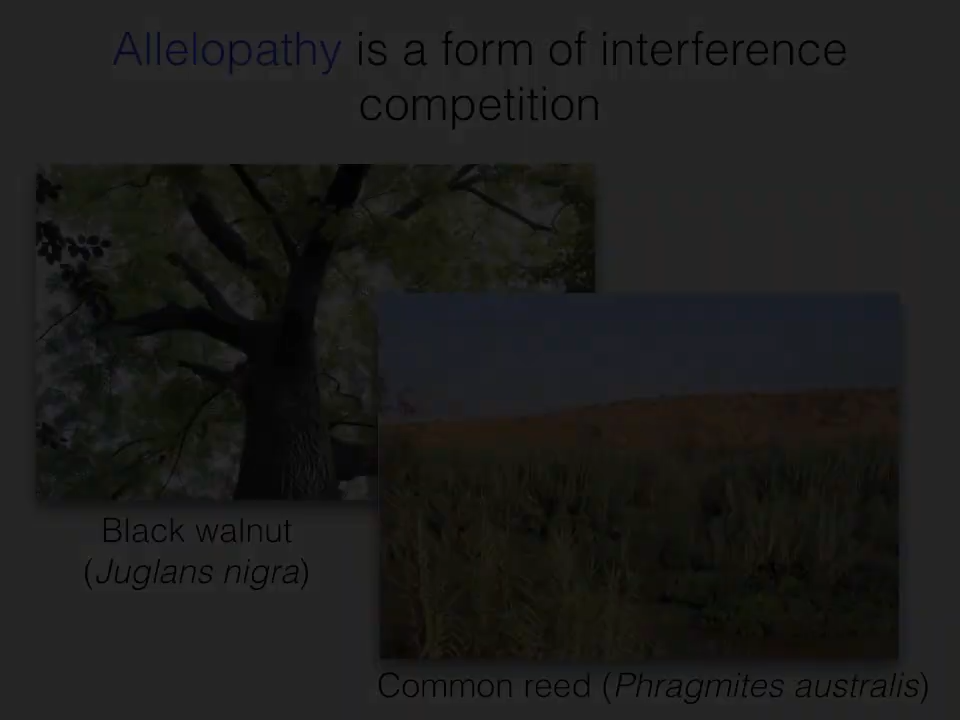 Allelopathy is a form of interference
competition
Black walnut
(Juglans nigra)
Common reed (Phragmites australis)